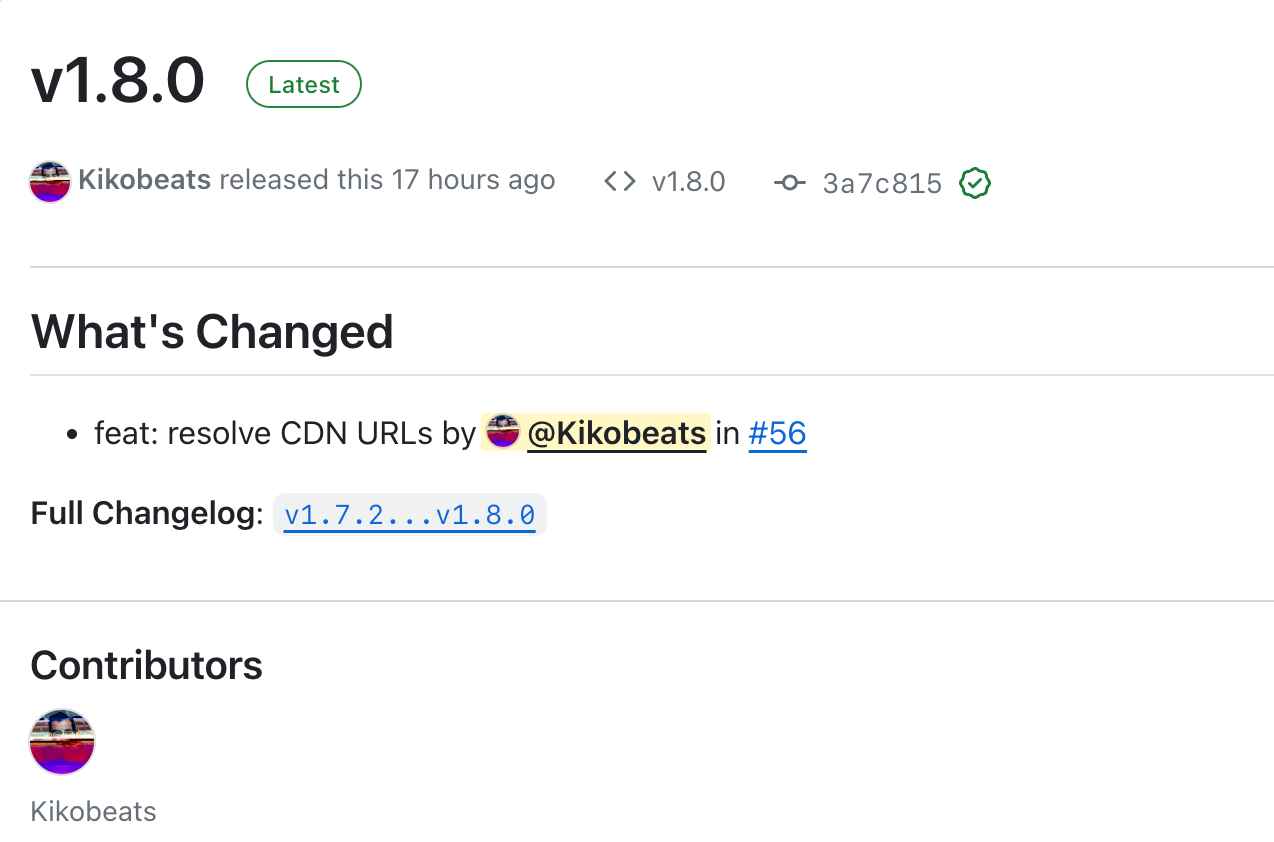 v1.8.0 Latest
Kikobeats released this 17 hours ago v1.8.0 3a7c815
What's Changed
feat: resolve CDN URLs by @Kikobeats in #56
Full Changelog: v1.7.2...v1.8.0
Contributors
Kikobeats